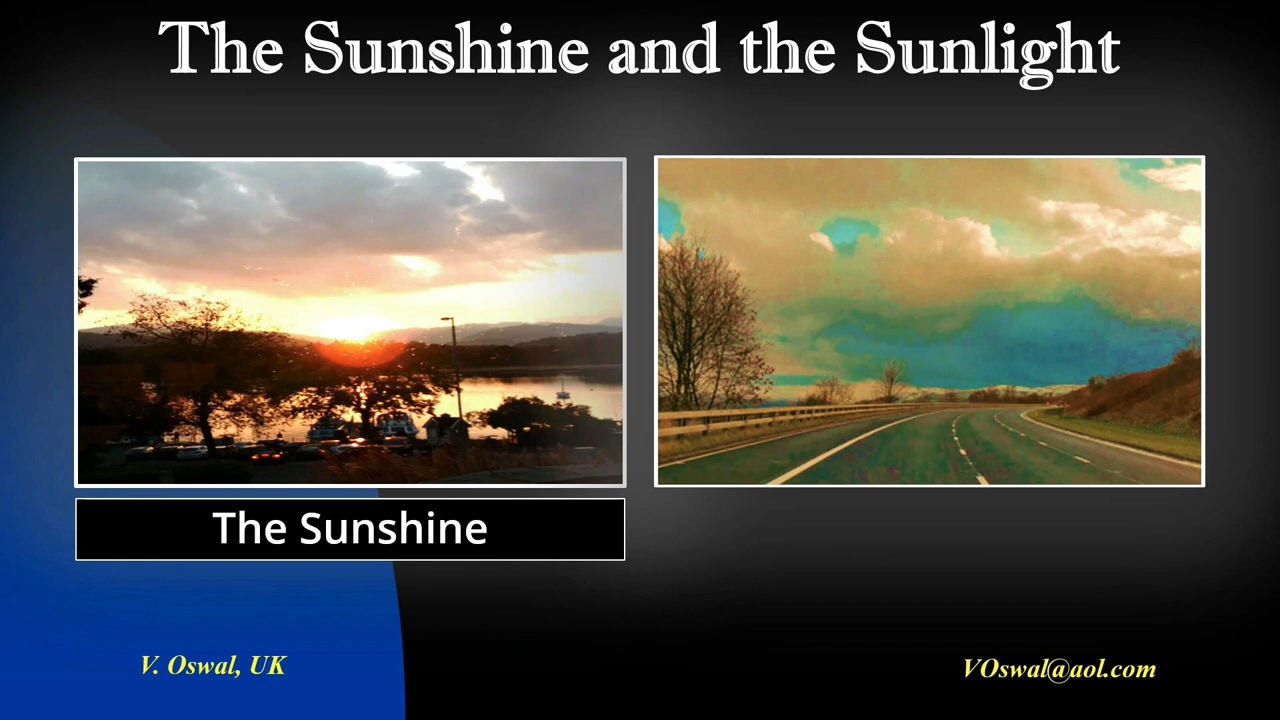 The Sunshine and the Sunlight
The Sunshine
V. Oswal, UK
VOswal@aol.com